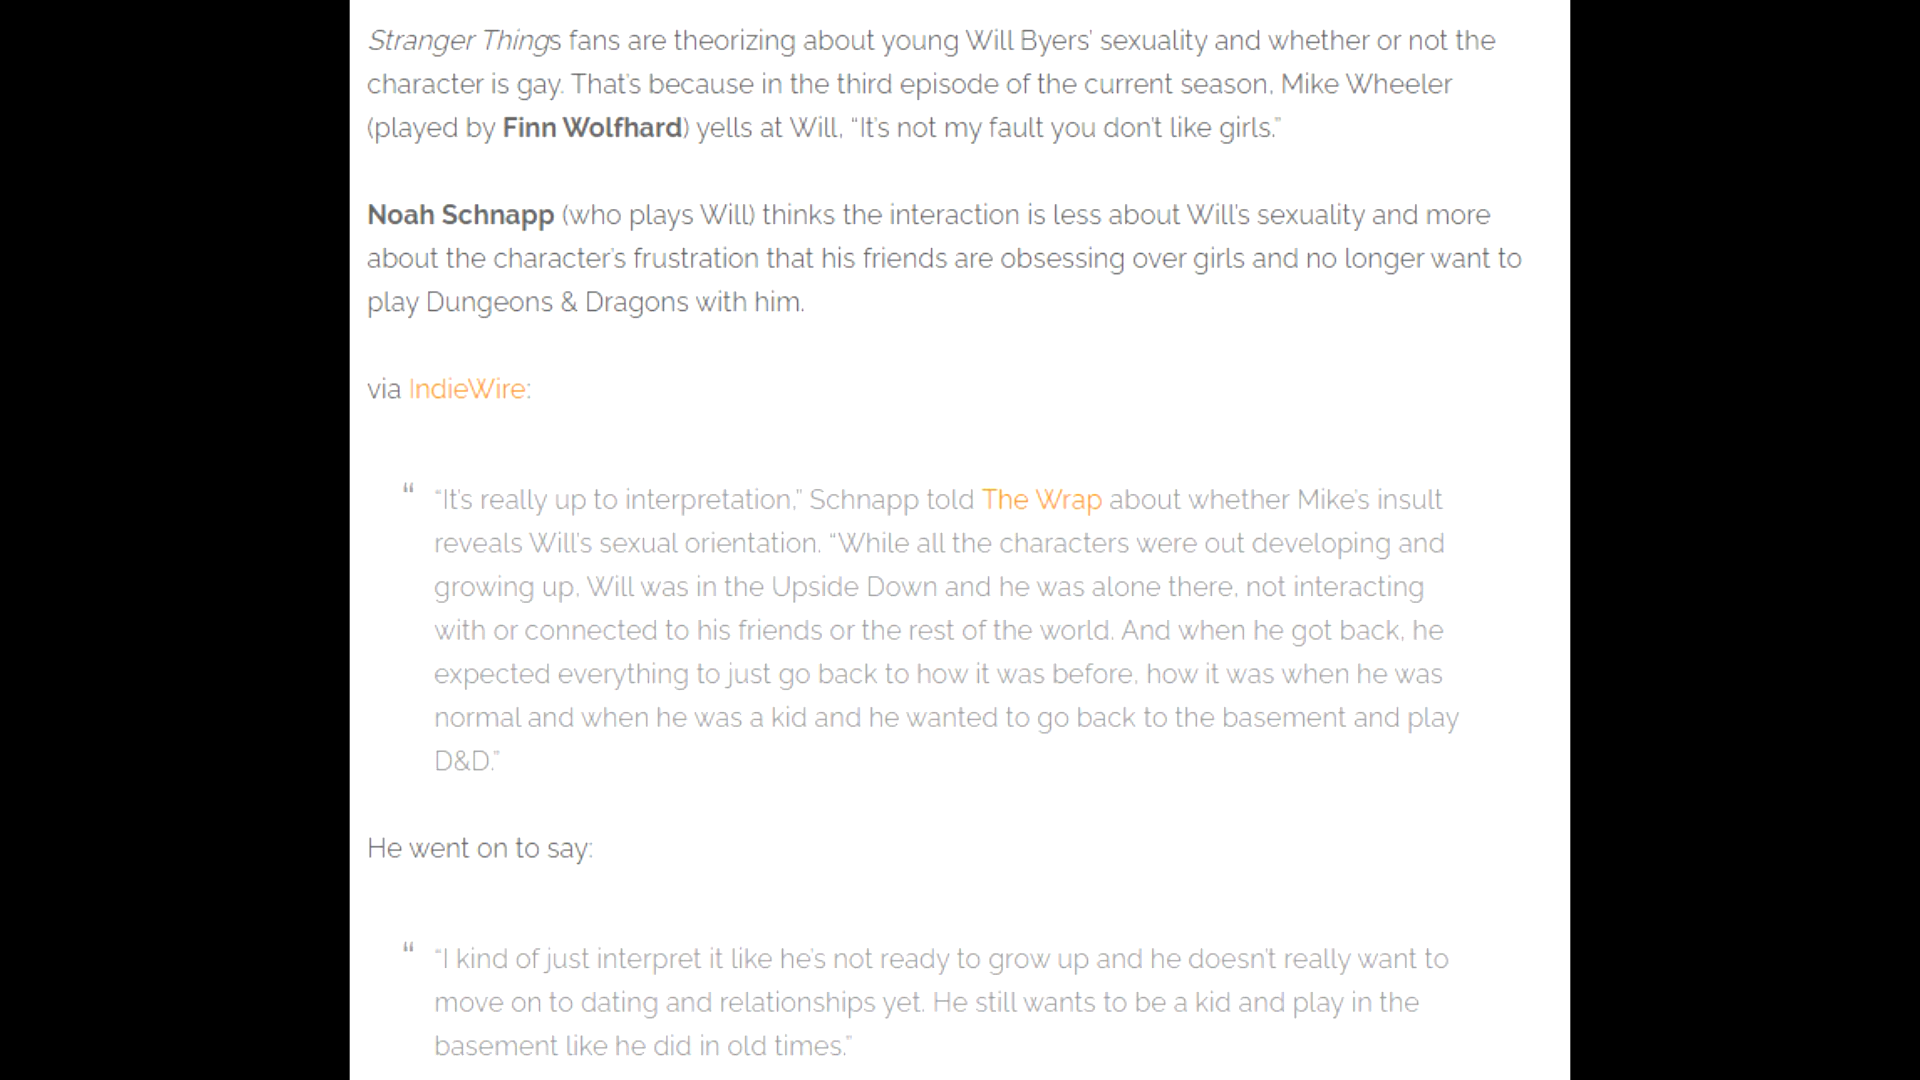 Stranger Things fans are theorizing about young Will Byers' sexuality and whether or not the
character is gay. That's because in the third episode of the current season, Mike Wheeler
(played by Finn Wolfhard) yells at Will, “It's not my fault you don't like girls.”
Noah Schnapp (who plays Will) thinks the interaction is less about Will's sexuality and more
about the character's frustration that his friends are obsessing over girls and no longer want to
play Dungeons & Dragons with him.
via IndieWire:
“ “It's really up to interpretation,” Schnapp told The Wrap about whether Mike's insult
reveals Will's sexual orientation. “While all the characters were out developing and
growing up, Will was in the Upside Down and he was alone there, not interacting
with or connected to his friends or the rest of the world. And when he got back, he
expected everything to just go back to how it was before, how it was when he was
normal and when he was a kid and he wanted to go back to the basement and play
D&D.”
He went on to say:
“ “I kind of just interpret it like he's not ready to grow up and he doesn't really want to
move on to dating and relationships yet. He still wants to be a kid and play in the
basement like he did in old times.”